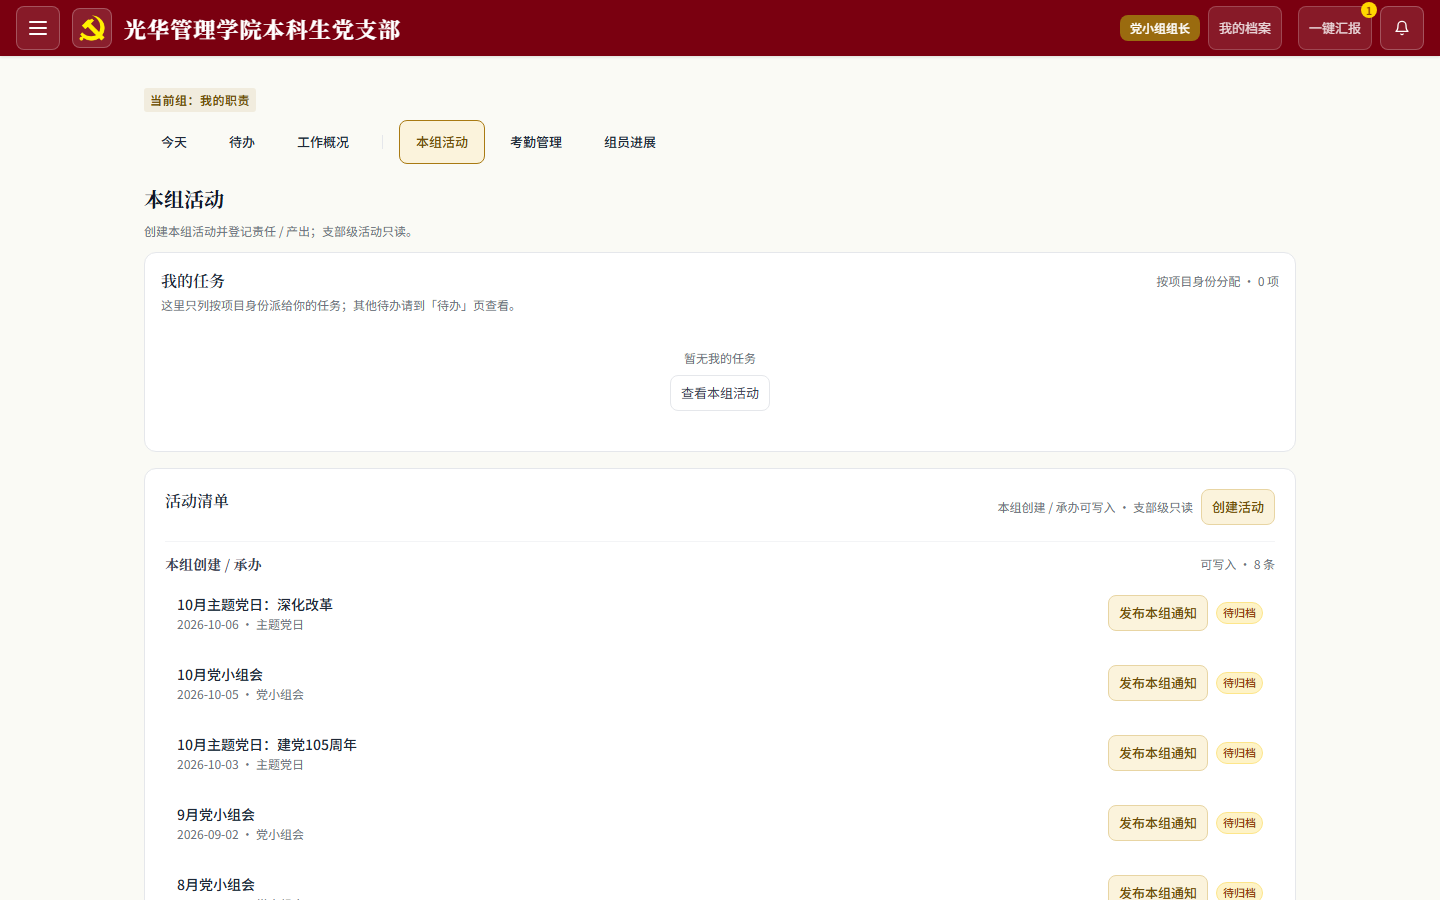 光华管理学院本科生党支部
党小组组长
我的档案
一键汇报
1
当前组：我的职责
今天
待办
工作概况
本组活动
考勤管理
组员进展
本组活动
创建本组活动并登记责任 / 产出；支部级活动只读。
我的任务
按项目身份分配 · 0 项
这里只列按项目身份派给你的任务；其他待办请到「待办」页查看。
暂无我的任务
查看本组活动
活动清单
本组创建 / 承办可写入 · 支部级只读
创建活动
本组创建 / 承办
可写入 · 8 条
10月主题党日：深化改革
2026-10-06 · 主题党日
发布本组通知
待归档
10月党小组会
2026-10-05 · 党小组会
发布本组通知
待归档
10月主题党日：建党105周年
2026-10-03 · 主题党日
发布本组通知
待归档
9月党小组会
2026-09-02 · 党小组会
发布本组通知
待归档
8月党小组会
发布本组通知
待归档